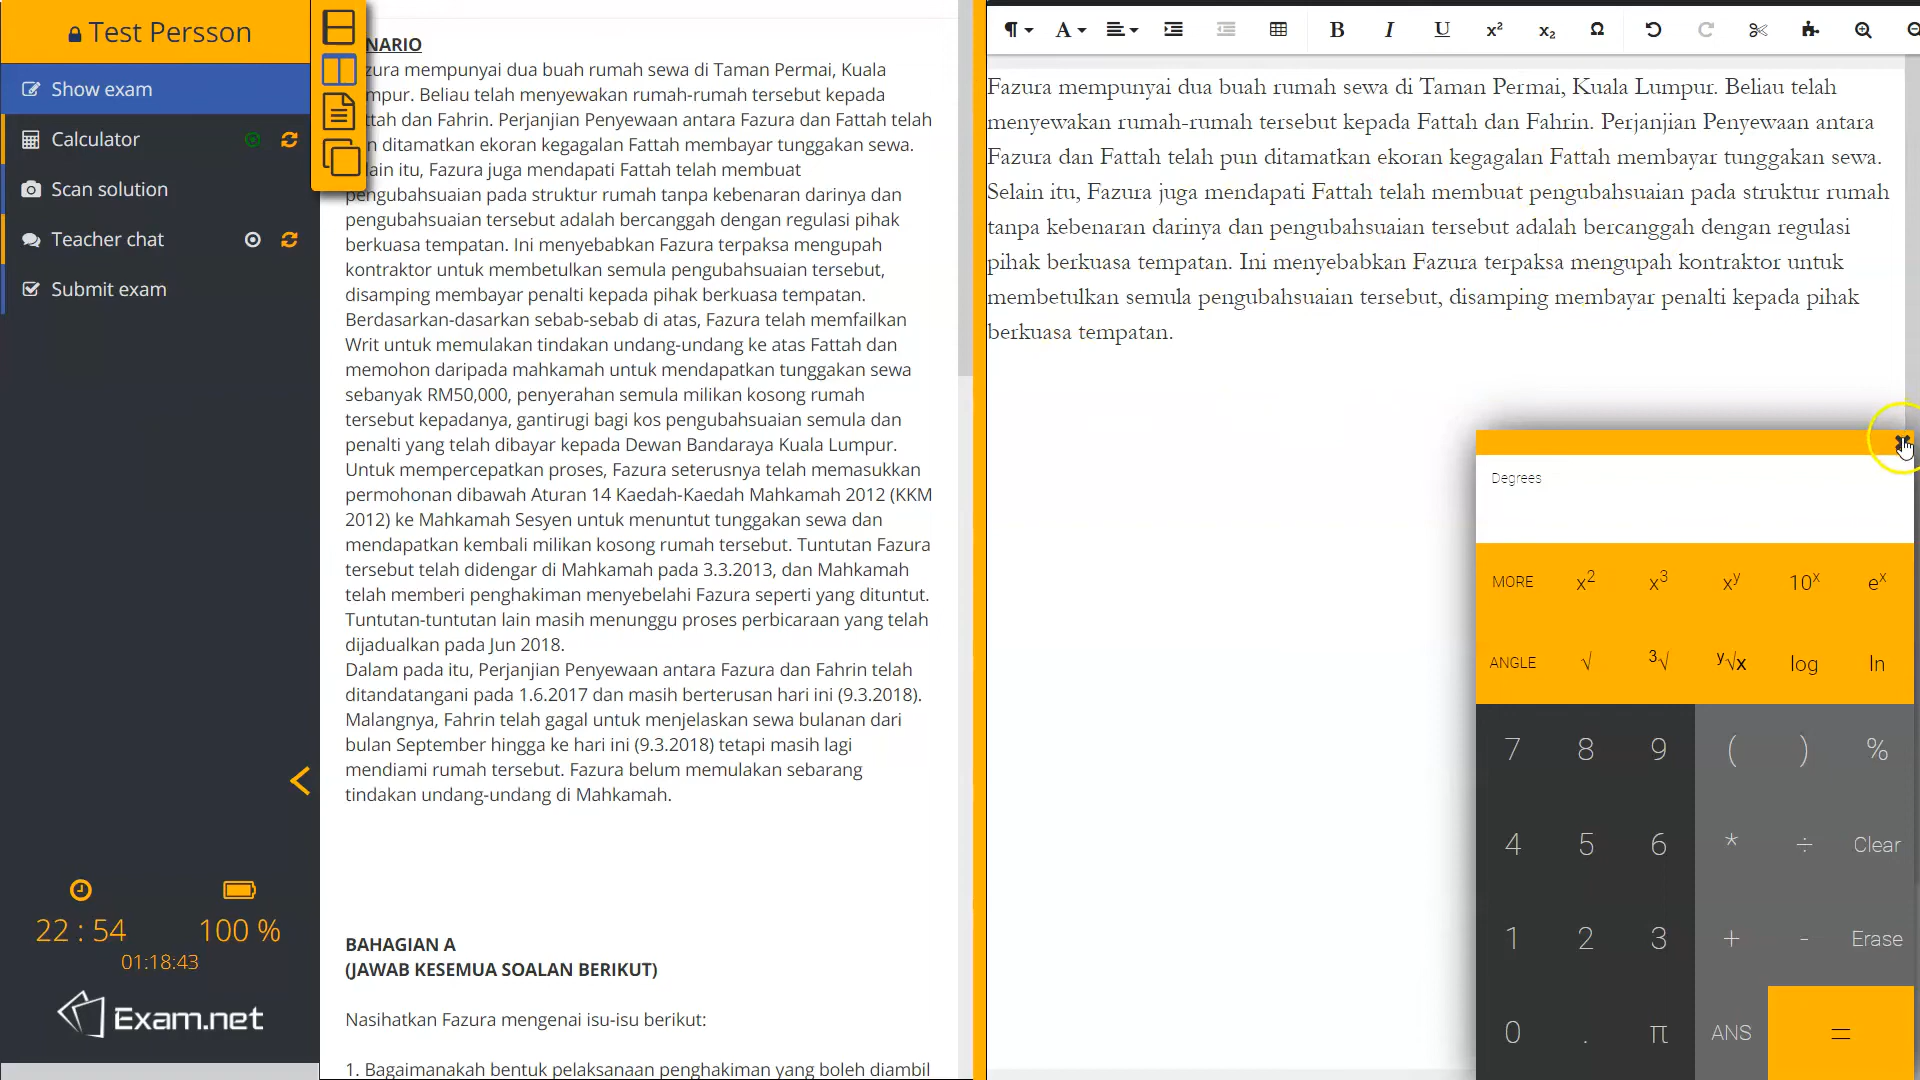 Test Persson
Show exam
Calculator
Scan solution
Teacher chat
Submit exam
22 : 54
100 %
01:18:43
Exam.net
NARIO
zura mempunyai dua buah rumah sewa di Taman Permai, Kuala
mpur. Beliau telah menyewakan rumah-rumah tersebut kepada
ttah dan Fahrin. Perjanjian Penyewaan antara Fazura dan Fattah telah
n ditamatkan ekoran kegagalan Fattah membayar tunggakan sewa.
lain itu, Fazura juga mendapati Fattah telah membuat
pengubahsuaian pada struktur rumah tanpa kebenaran darinya dan
pengubahsuaian tersebut adalah bercanggah dengan regulasi pihak
berkuasa tempatan. Ini menyebabkan Fazura terpaksa mengupah
kontraktor untuk membetulkan semula pengubahsuaian tersebut,
disamping membayar penalti kepada pihak berkuasa tempatan.
Berdasarkan-dasarkan sebab-sebab di atas, Fazura telah memfailkan
Writ untuk memulakan tindakan undang-undang ke atas Fattah dan
memohon daripada mahkamah untuk mendapatkan tunggakan sewa
sebanyak RM50,000, penyerahan semula milikan kosong rumah
tersebut kepadanya, gantirugi bagi kos pengubahsuaian semula dan
penalti yang telah dibayar kepada Dewan Bandaraya Kuala Lumpur.
Untuk mempercepatkan proses, Fazura seterusnya telah memasukkan
permohonan dibawah Aturan 14 Kaedah-Kaedah Mahkamah 2012 (KKM
2012) ke Mahkamah Sesyen untuk menuntut tunggakan sewa dan
mendapatkan kembali milikan kosong rumah tersebut. Tuntutan Fazura
tersebut telah didengar di Mahkamah pada 3.3.2013, dan Mahkamah
telah memberi penghakiman menyebelahi Fazura seperti yang dituntut.
Tuntutan-tuntutan lain masih menunggu proses perbicaraan yang telah
dijadualkan pada Jun 2018.
Dalam pada itu, Perjanjian Penyewaan antara Fazura dan Fahrin telah
ditandatangani pada 1.6.2017 dan masih berterusan hari ini (9.3.2018).
Malangnya, Fahrin telah gagal untuk menjelaskan sewa bulanan dari
bulan September hingga ke hari ini (9.3.2018) tetapi masih lagi
mendiami rumah tersebut. Fazura belum memulakan sebarang
tindakan undang-undang di Mahkamah.
BAHAGIAN A
(JAWAB KESEMUA SOALAN BERIKUT)
Nasihatkan Fazura mengenai isu-isu berikut:
1. Bagaimanakah bentuk pelaksanaan penghakiman yang boleh diambil
¶ A B I U x² x₂ Ω
Fazura mempunyai dua buah rumah sewa di Taman Permai, Kuala Lumpur. Beliau telah
menyewakan rumah-rumah tersebut kepada Fattah dan Fahrin. Perjanjian Penyewaan antara
Fazura dan Fattah telah pun ditamatkan ekoran kegagalan Fattah membayar tunggakan sewa.
Selain itu, Fazura juga mendapati Fattah telah membuat pengubahsuaian pada struktur rumah
tanpa kebenaran darinya dan pengubahsuaian tersebut adalah bercanggah dengan regulasi
pihak berkuasa tempatan. Ini menyebabkan Fazura terpaksa mengupah kontraktor untuk
membetulkan semula pengubahsuaian tersebut, disamping membayar penalti kepada pihak
berkuasa tempatan.
Degrees
MORE x² x³ xʸ 10ˣ eˣ
ANGLE √ ³√ ʸ√x log ln
7 8 9 ( ) %
4 5 6 * ÷ Clear
1 2 3 + - Erase
0 . π ANS =